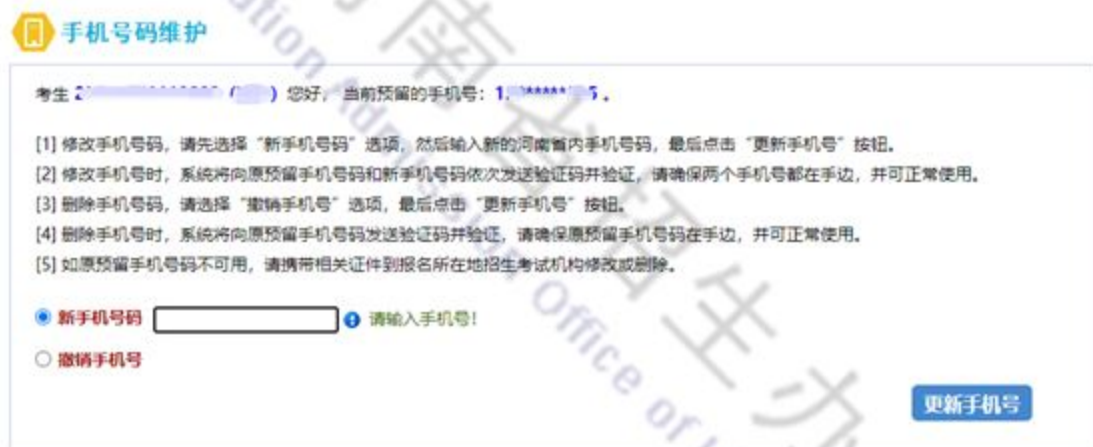 手机号码维护
考生 2 ( ) 您好， 当前预留的手机号：1 ***** 5 。
[1] 修改手机号码，请先选择“新手机号码”选项，然后输入新的河南省内手机号码，最后点击“更新手机号”按钮。
[2] 修改手机号时，系统将向原预留手机号码和新手机号码依次发送验证码并验证，请确保两个手机号都在手边，并可正常使用。
[3] 删除手机号码，请选择“撤销手机号”选项，最后点击“更新手机号”按钮。
[4] 删除手机号时，系统将向原预留手机号码发送验证码并验证，请确保原预留手机号码在手边，并可正常使用。
[5] 如原预留手机号码不可用，请携带相关证件到报名所在地招生考试机构修改或删除。
新手机号码 请输入手机号！
撤销手机号
更新手机号
南省招生办
Admission Office of